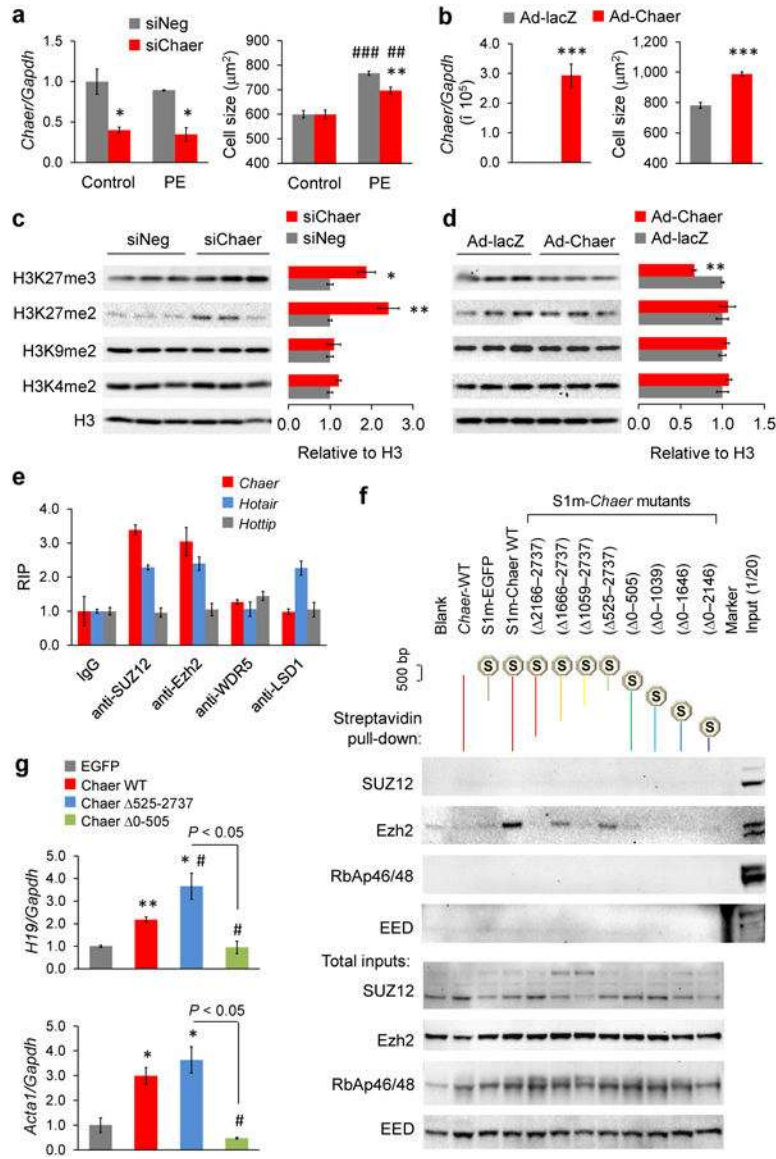 a
siNeg
siChaer
Chaer/Gapdh
1.5
1.0
0.5
0.0
*
*
Control
PE
Cell size (µm²)
900
800
700
600
500
400
### ##
**
Control
PE
b
Ad-lacZ
Ad-Chaer
Chaer/Gapdh
(ï 10⁵)
4.0
3.0
2.0
1.0
0.0
***
Cell size (µm²)
1,200
1,000
800
600
400
***
c
siNeg
siChaer
siChaer
siNeg
H3K27me3
*
H3K27me2
**
H3K9me2
H3K4me2
H3
0.0
1.0
2.0
3.0
Relative to H3
d
Ad-lacZ
Ad-Chaer
Ad-Chaer
Ad-lacZ
**
0.0
0.5
1.0
1.5
Relative to H3
e
Chaer
Hotair
Hottip
RIP
4.0
3.0
2.0
1.0
0.0
IgG
anti-SUZ12
anti-Ezh2
anti-WDR5
anti-LSD1
f
S1m-Chaer mutants
Blank
Chaer-WT
S1m-EGFP
S1m-Chaer WT
(Δ2166–2737)
(Δ1666–2737)
(Δ1059–2737)
(Δ525–2737)
(Δ0–505)
(Δ0–1039)
(Δ0–1646)
(Δ0–2146)
Marker
Input (1/20)
500 bp
S
S
S
S
S
S
S
S
S
S
Streptavidin
pull-down:
SUZ12
Ezh2
RbAp46/48
EED
Total inputs:
SUZ12
Ezh2
RbAp46/48
EED
g
EGFP
Chaer WT
Chaer Δ525-2737
Chaer Δ0-505
H19/Gapdh
5.0
4.0
3.0
2.0
1.0
0.0
**
* #
P < 0.05
#
Acta1/Gapdh
5.0
4.0
3.0
2.0
1.0
0.0
*
*
P < 0.05
#